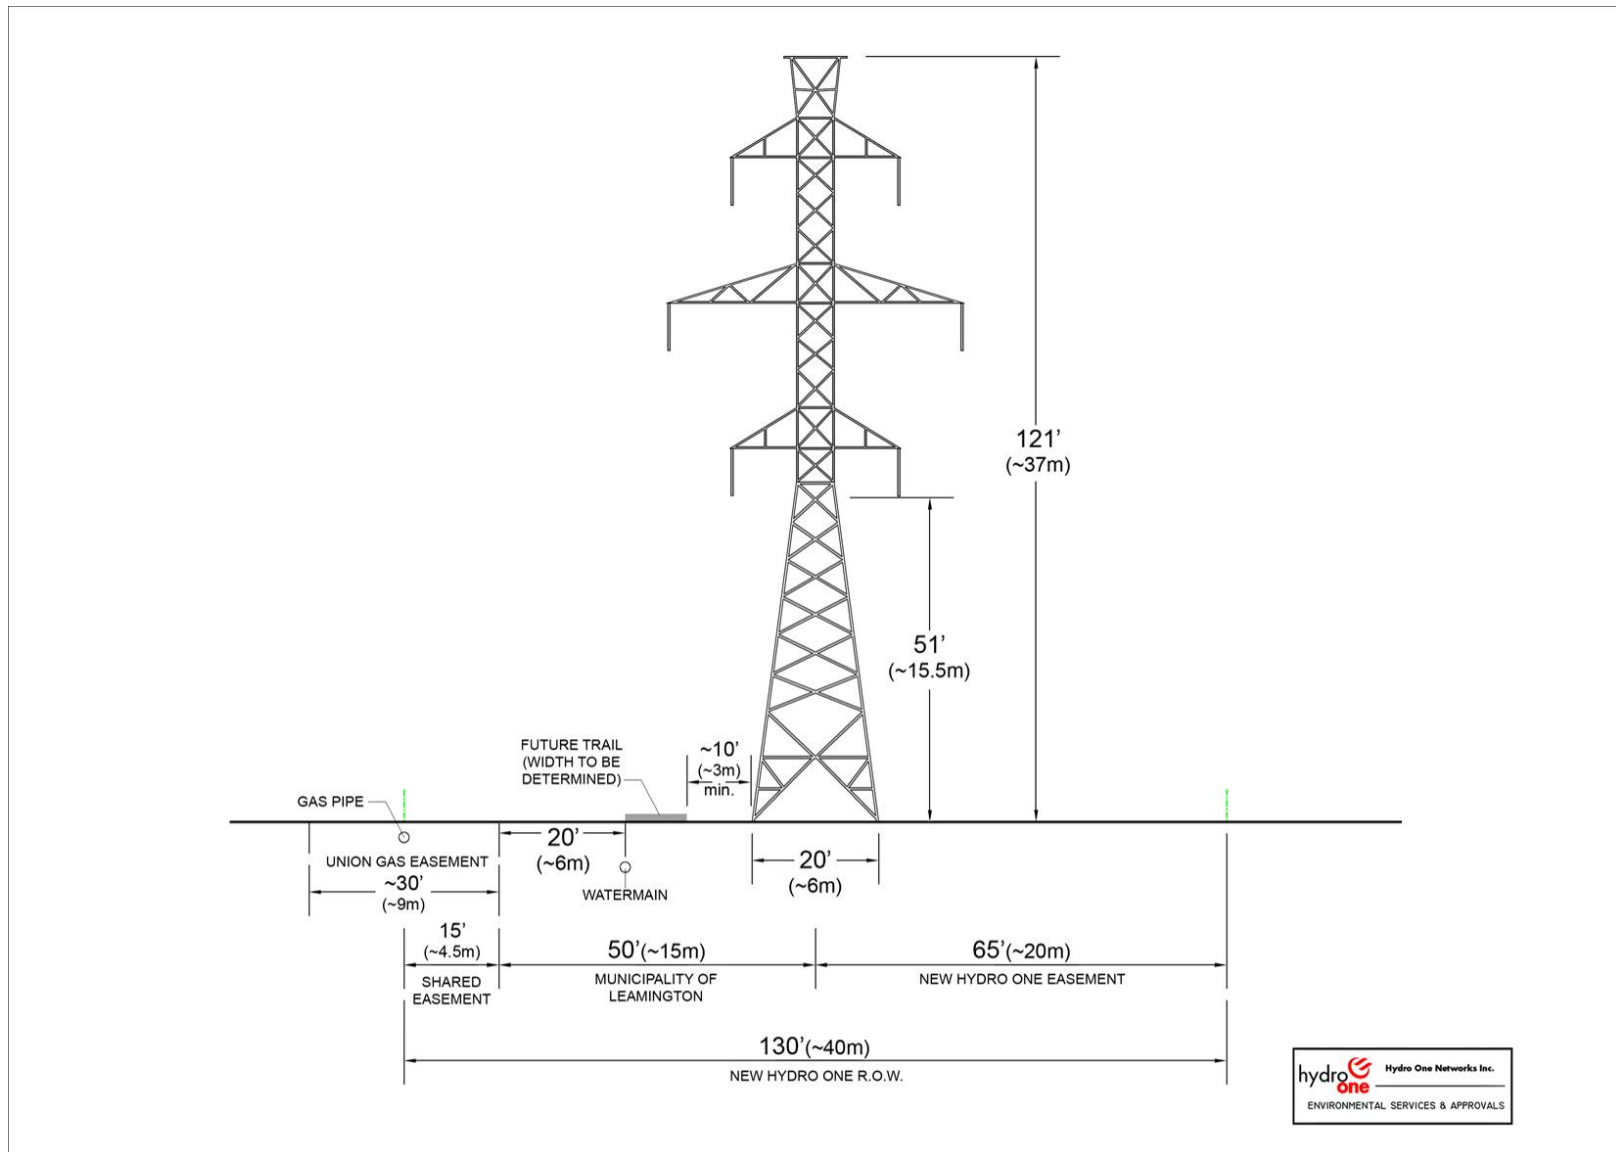 121’
(~37m)
51’
(~15.5m)
FUTURE TRAIL
(WIDTH TO BE
DETERMINED)
~10’
(~3m)
min.
GAS PIPE
UNION GAS EASEMENT
~30’
(~9m)
20’
(~6m)
WATERMAIN
20’
(~6m)
15’
(~4.5m)
SHARED
EASEMENT
50’(~15m)
MUNICIPALITY OF
LEAMINGTON
65’(~20m)
NEW HYDRO ONE EASEMENT
130’(~40m)
NEW HYDRO ONE R.O.W.
hydro
one
Hydro One Networks Inc.
ENVIRONMENTAL SERVICES & APPROVALS